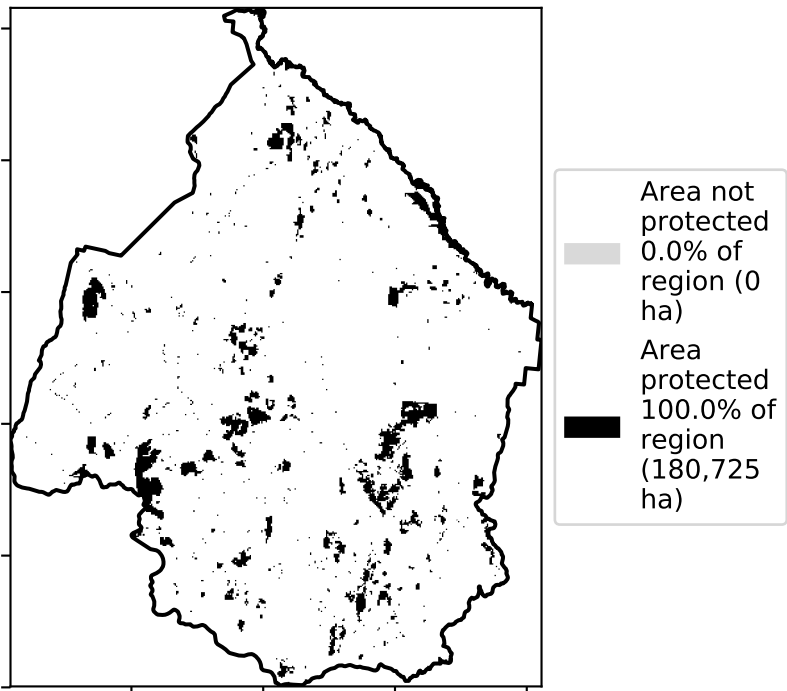 Area not
protected
0.0% of
region (0
ha)
Area
protected
100.0% of
region
(180,725
ha)